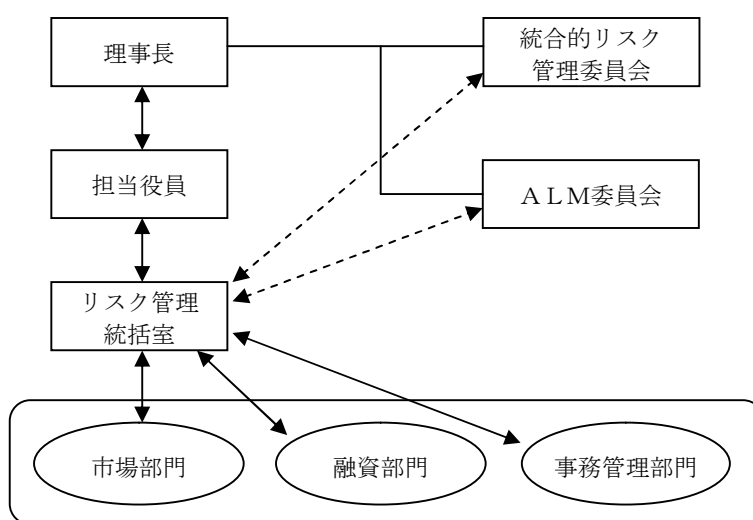 理事長
統合的リスク
管理委員会
担当役員
ＡＬＭ委員会
リスク管理
統括室
市場部門
融資部門
事務管理部門